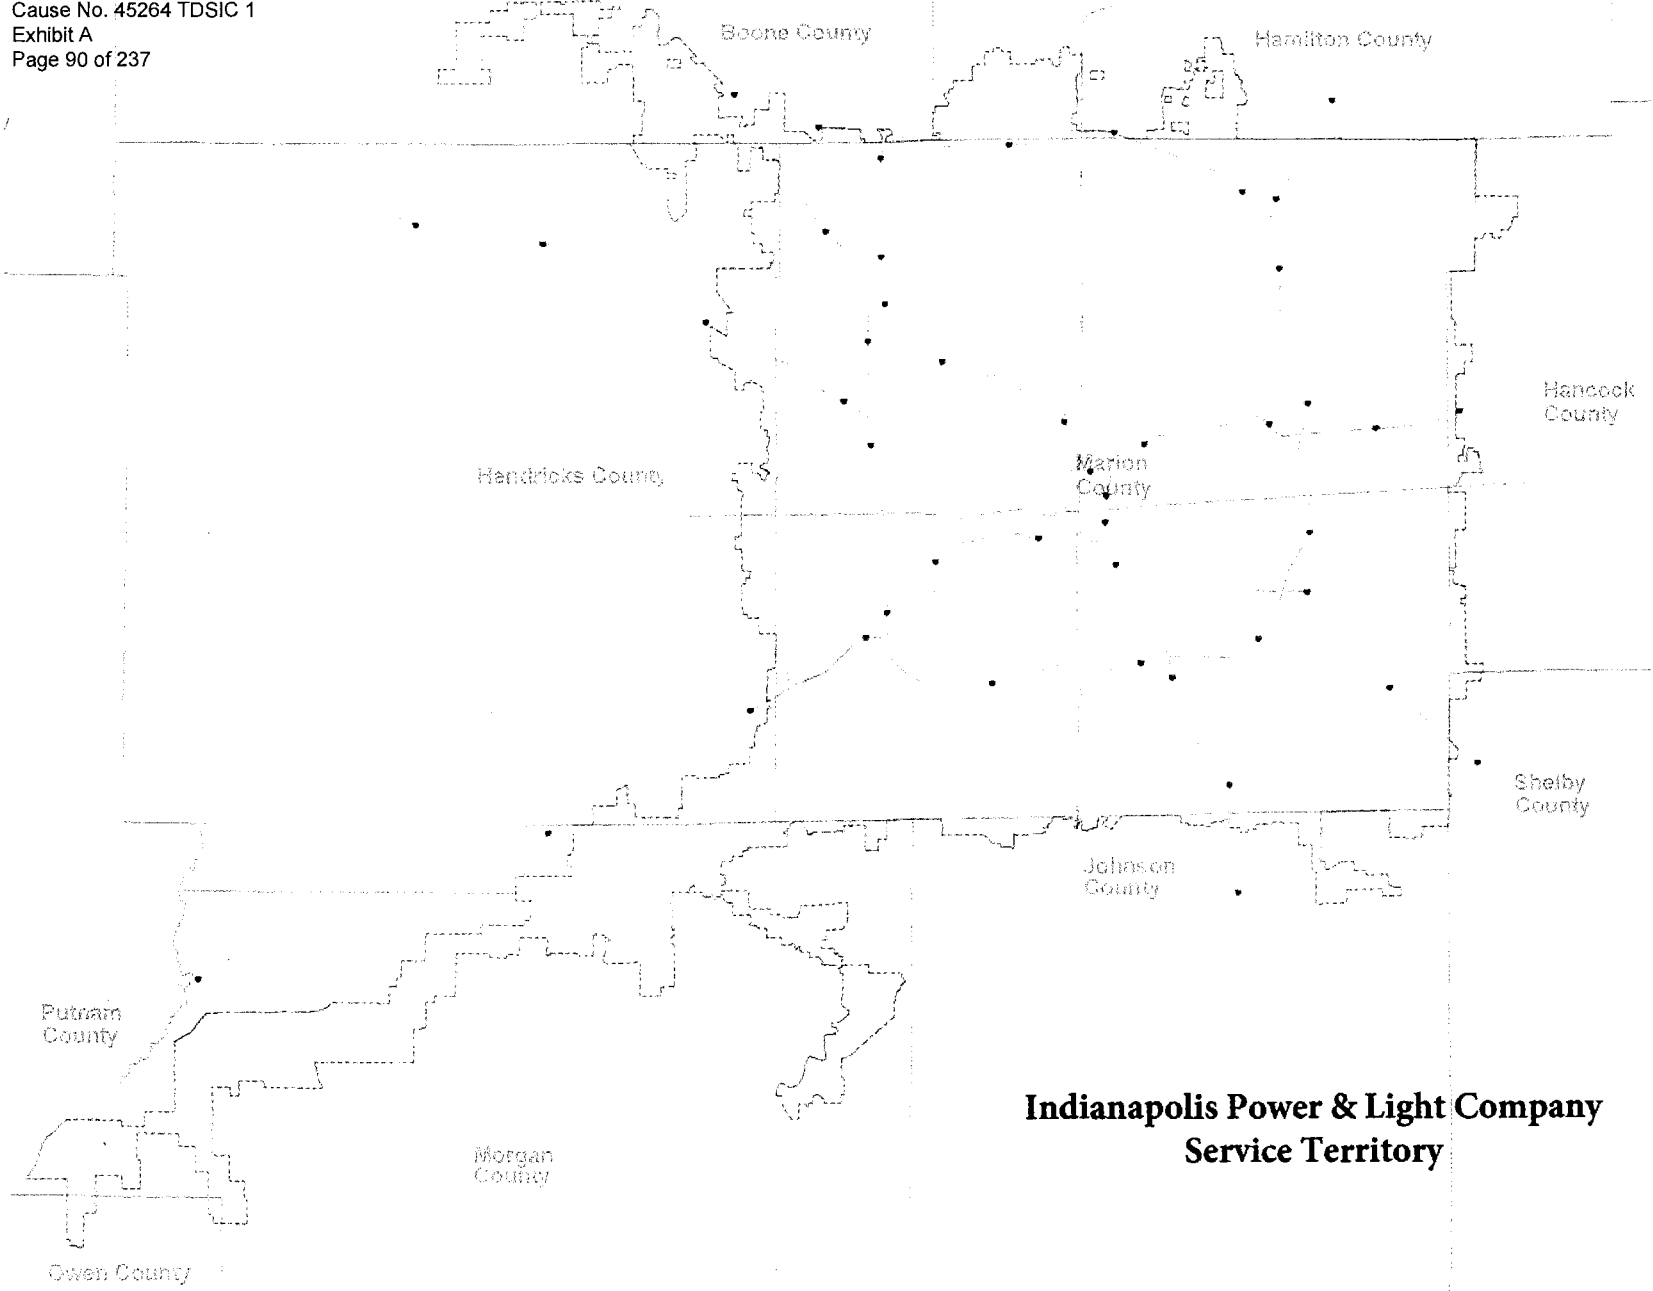 Cause No. 45264 TDSIC 1
Exhibit A
Page 90 of 237
Boone County
Hamilton County
Hancock
County
Hendricks County
Marion
County
Shelby
County
Johnson
County
Putnam
County
Indianapolis Power & Light Company
Service Territory
Morgan
County
Owen County